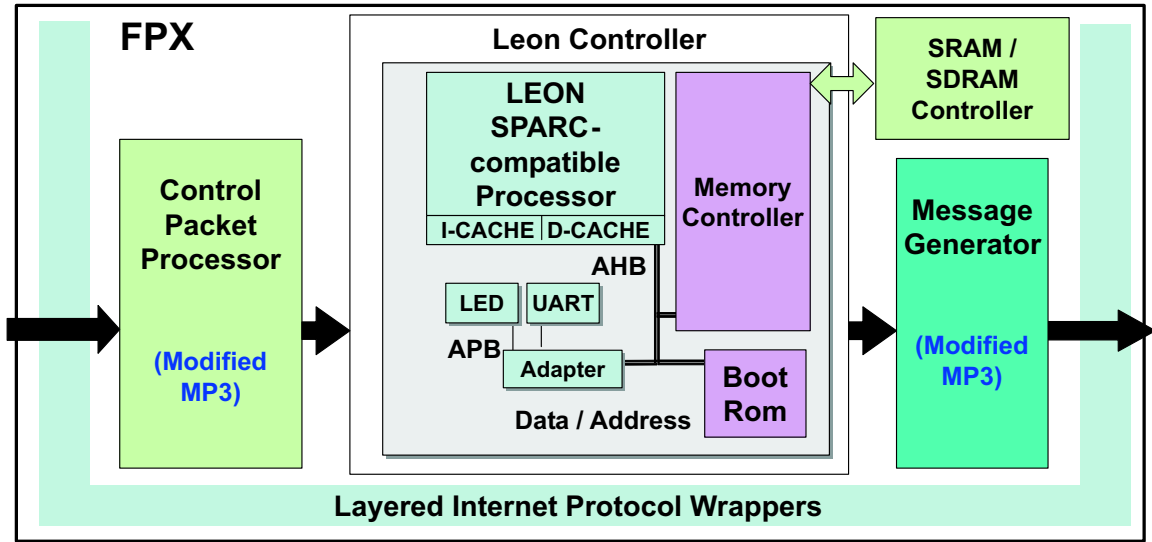 FPX
Leon Controller
SRAM /
SDRAM
Controller
LEON
SPARC-
compatible
Processor
I-CACHE
D-CACHE
Memory
Controller
Control
Packet
Processor
(Modified
MP3)
AHB
LED
UART
APB
Adapter
Boot
Rom
Data / Address
Message
Generator
(Modified
MP3)
Layered Internet Protocol Wrappers